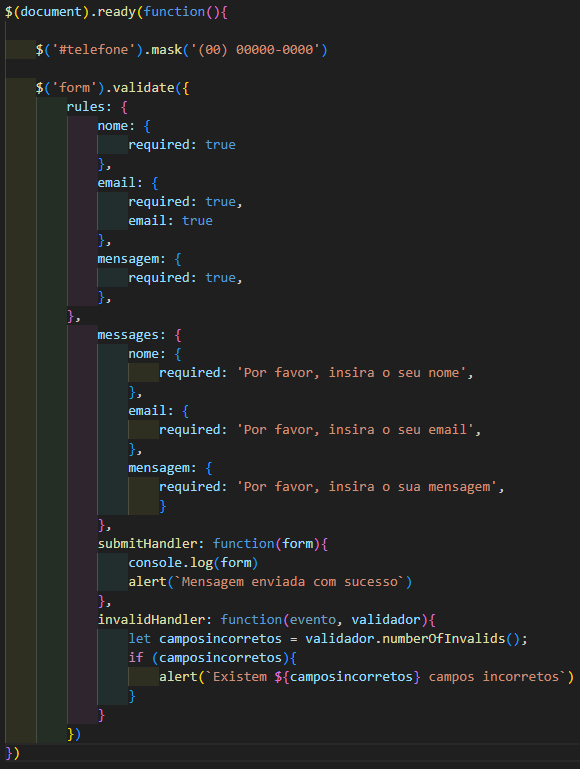 $(document).ready(function(){
$('#telefone').mask('(00) 00000-0000')
$('form').validate({
rules: {
nome: {
required: true
},
email: {
required: true,
email: true
},
mensagem: {
required: true,
},
},
messages: {
nome: {
required: 'Por favor, insira o seu nome',
},
email: {
required: 'Por favor, insira o seu email',
},
mensagem: {
required: 'Por favor, insira o sua mensagem',
}
},
submitHandler: function(form){
console.log(form)
alert(`Mensagem enviada com sucesso`)
},
invalidHandler: function(evento, validador){
let camposincorretos = validador.numberOfInvalids();
if (camposincorretos){
alert(`Existem ${camposincorretos} campos incorretos`)
}
}
})
})